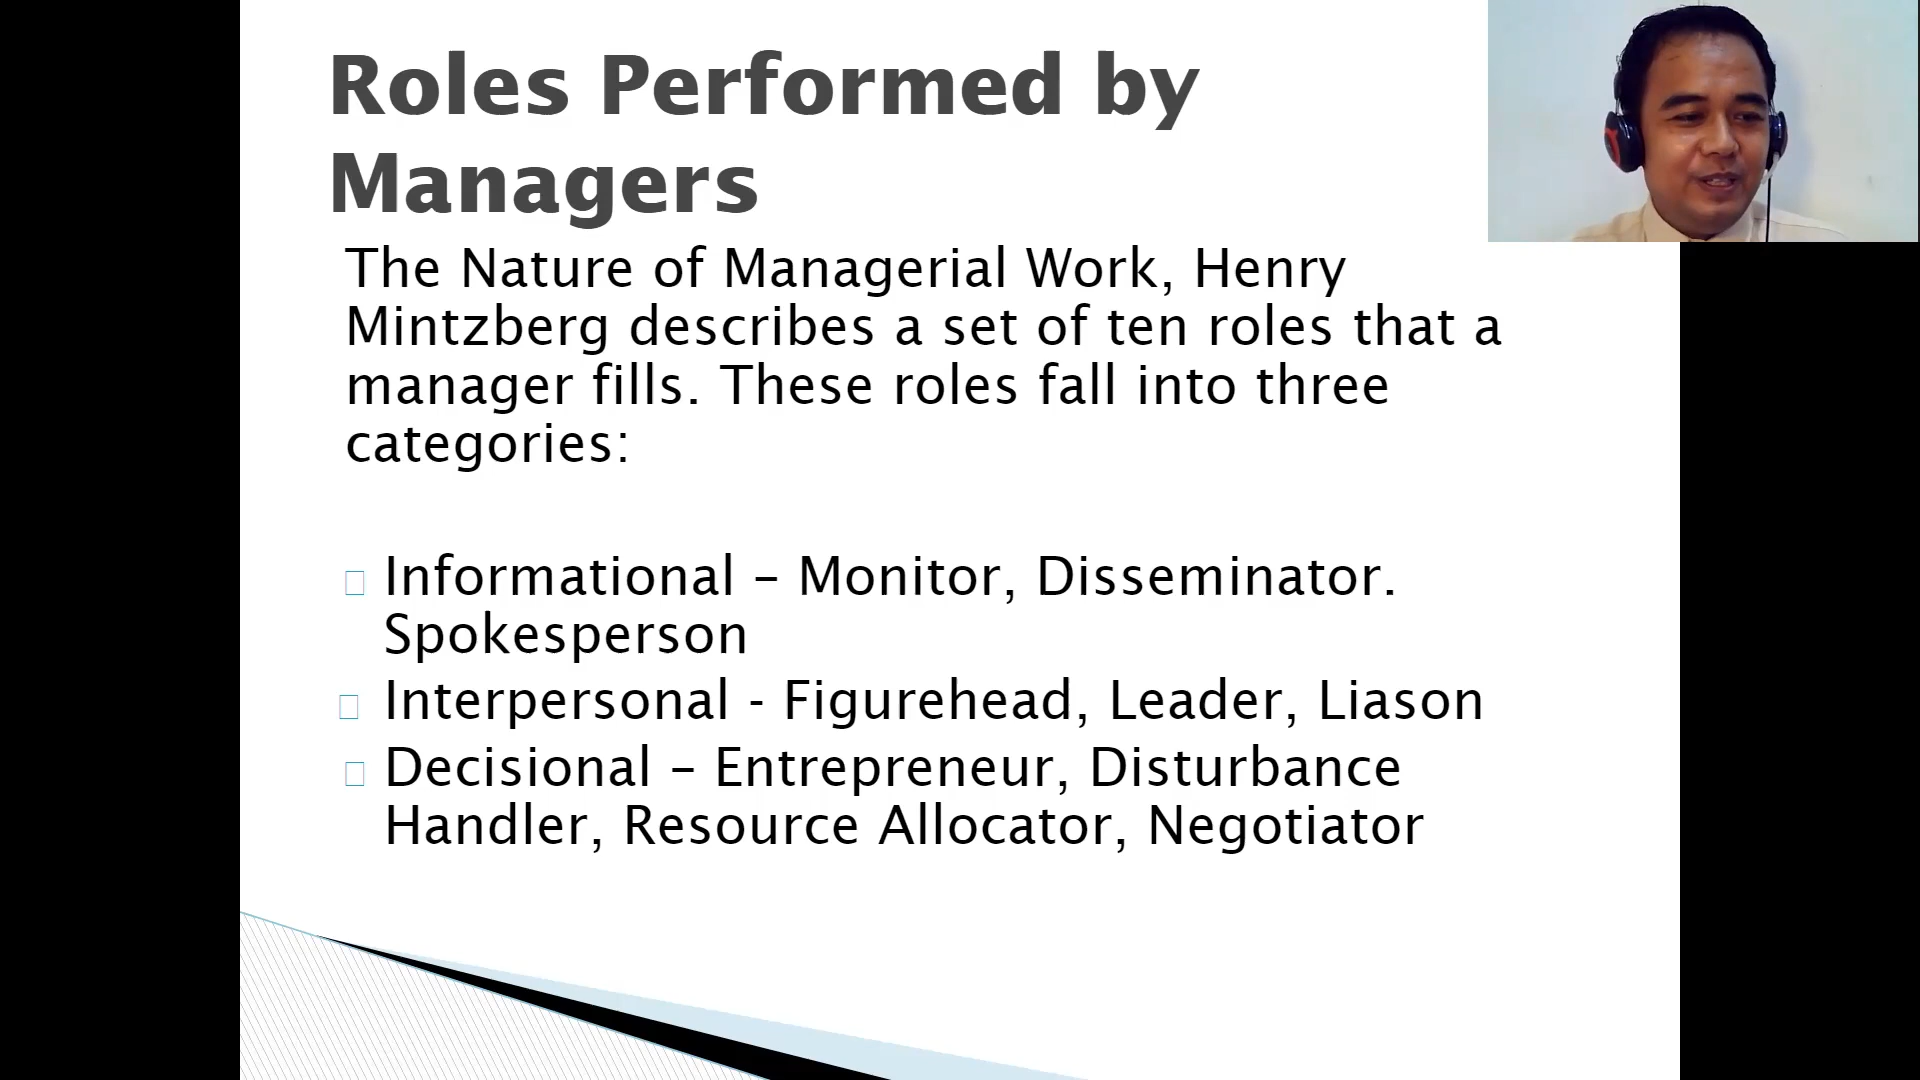 Roles Performed by
Managers
The Nature of Managerial Work, Henry
Mintzberg describes a set of ten roles that a
manager fills. These roles fall into three
categories:
Informational – Monitor, Disseminator.
Spokesperson
Interpersonal - Figurehead, Leader, Liason
Decisional – Entrepreneur, Disturbance
Handler, Resource Allocator, Negotiator